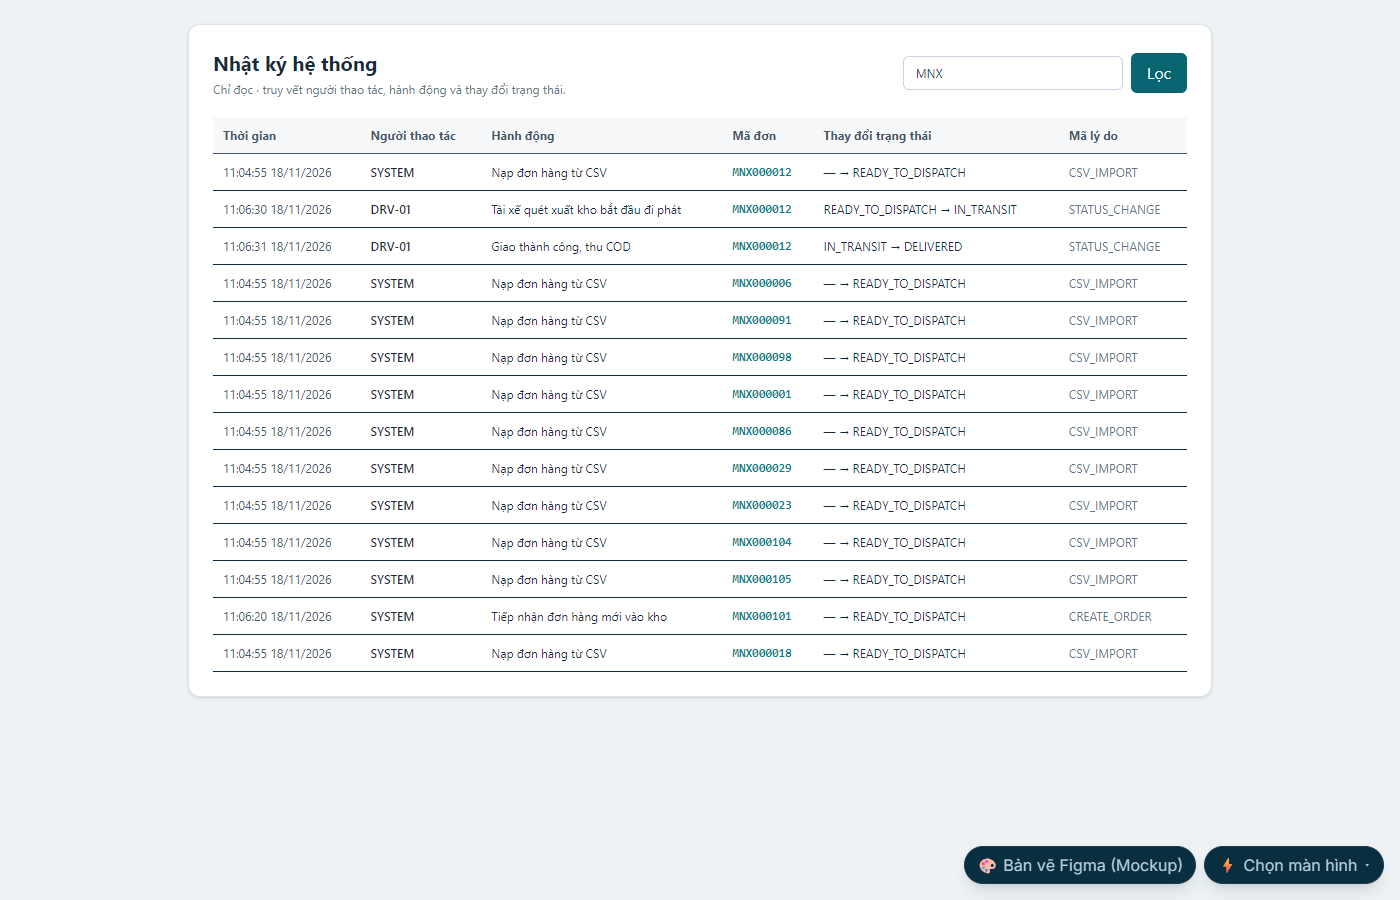 Nhật ký hệ thống
Chỉ đọc · truy vết người thao tác, hành động và thay đổi trạng thái.
MNX
Lọc
Thời gian Người thao tác Hành động Mã đơn Thay đổi trạng thái Mã lý do
11:04:55 18/11/2026 SYSTEM Nạp đơn hàng từ CSV MNX000012 — → READY_TO_DISPATCH CSV_IMPORT
11:06:30 18/11/2026 DRV-01 Tài xế quét xuất kho bắt đầu đi phát MNX000012 READY_TO_DISPATCH → IN_TRANSIT STATUS_CHANGE
11:06:31 18/11/2026 DRV-01 Giao thành công, thu COD MNX000012 IN_TRANSIT → DELIVERED STATUS_CHANGE
11:04:55 18/11/2026 SYSTEM Nạp đơn hàng từ CSV MNX000006 — → READY_TO_DISPATCH CSV_IMPORT
11:04:55 18/11/2026 SYSTEM Nạp đơn hàng từ CSV MNX000091 — → READY_TO_DISPATCH CSV_IMPORT
11:04:55 18/11/2026 SYSTEM Nạp đơn hàng từ CSV MNX000098 — → READY_TO_DISPATCH CSV_IMPORT
11:04:55 18/11/2026 SYSTEM Nạp đơn hàng từ CSV MNX000001 — → READY_TO_DISPATCH CSV_IMPORT
11:04:55 18/11/2026 SYSTEM Nạp đơn hàng từ CSV MNX000086 — → READY_TO_DISPATCH CSV_IMPORT
11:04:55 18/11/2026 SYSTEM Nạp đơn hàng từ CSV MNX000029 — → READY_TO_DISPATCH CSV_IMPORT
11:04:55 18/11/2026 SYSTEM Nạp đơn hàng từ CSV MNX000023 — → READY_TO_DISPATCH CSV_IMPORT
11:04:55 18/11/2026 SYSTEM Nạp đơn hàng từ CSV MNX000104 — → READY_TO_DISPATCH CSV_IMPORT
11:04:55 18/11/2026 SYSTEM Nạp đơn hàng từ CSV MNX000105 — → READY_TO_DISPATCH CSV_IMPORT
11:06:20 18/11/2026 SYSTEM Tiếp nhận đơn hàng mới vào kho MNX000101 — → READY_TO_DISPATCH CREATE_ORDER
11:04:55 18/11/2026 SYSTEM Nạp đơn hàng từ CSV MNX000018 — → READY_TO_DISPATCH CSV_IMPORT
🎨 Bản vẽ Figma (Mockup)
⚡ Chọn màn hình ·